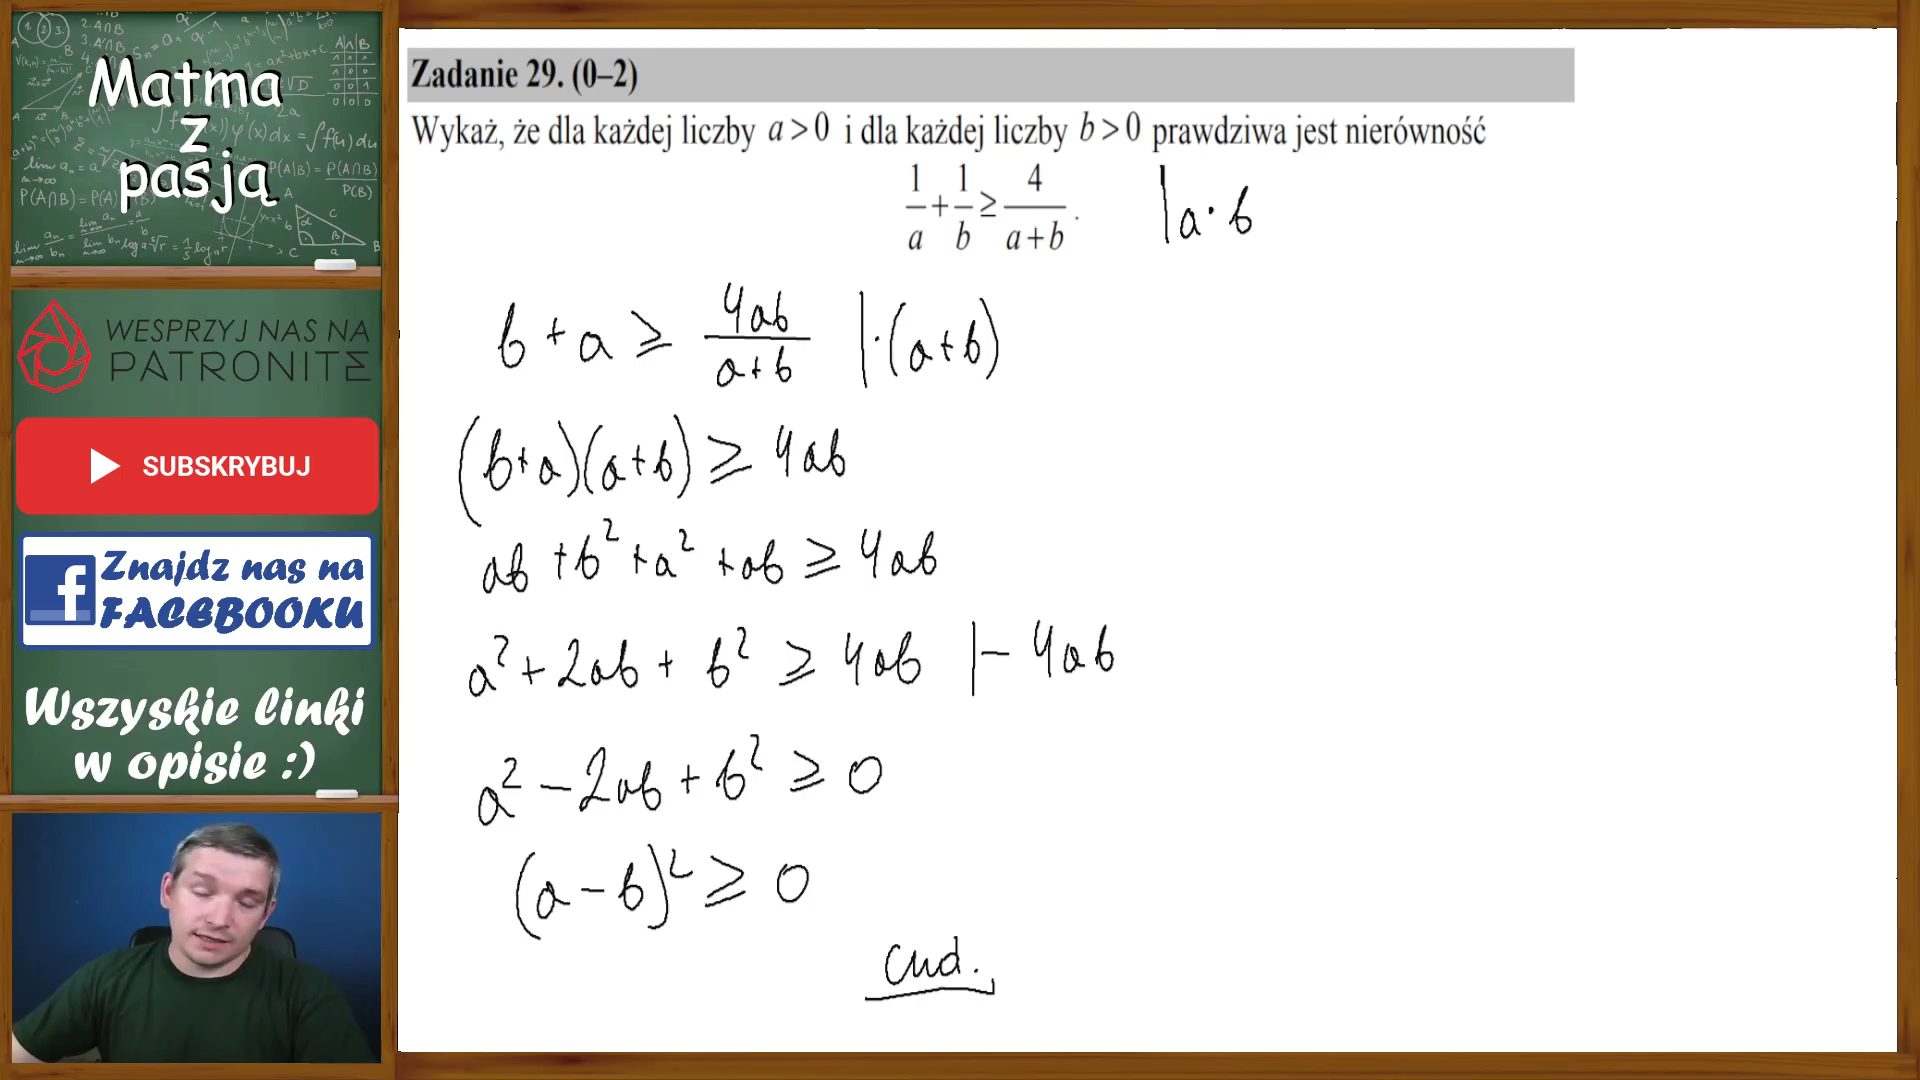 Matma
z
pasją
WESPRZYJ NAS NA
PATRONITE
SUBSKRYBUJ
Znajdz nas na
FACEBOOKU
Wszyskie linki
w opisie :)
Zadanie 29. (0–2)
Wykaż, że dla każdej liczby a > 0 i dla każdej liczby b > 0 prawdziwa jest nierówność
1/a + 1/b ≥ 4/(a+b). | a · b
b + a ≥ 4ab/(a+b) | · (a+b)
(b+a)(a+b) ≥ 4ab
ab + b² + a² + ab ≥ 4ab
a² + 2ab + b² ≥ 4ab | - 4ab
a² - 2ab + b² ≥ 0
(a - b)² ≥ 0
cnd.